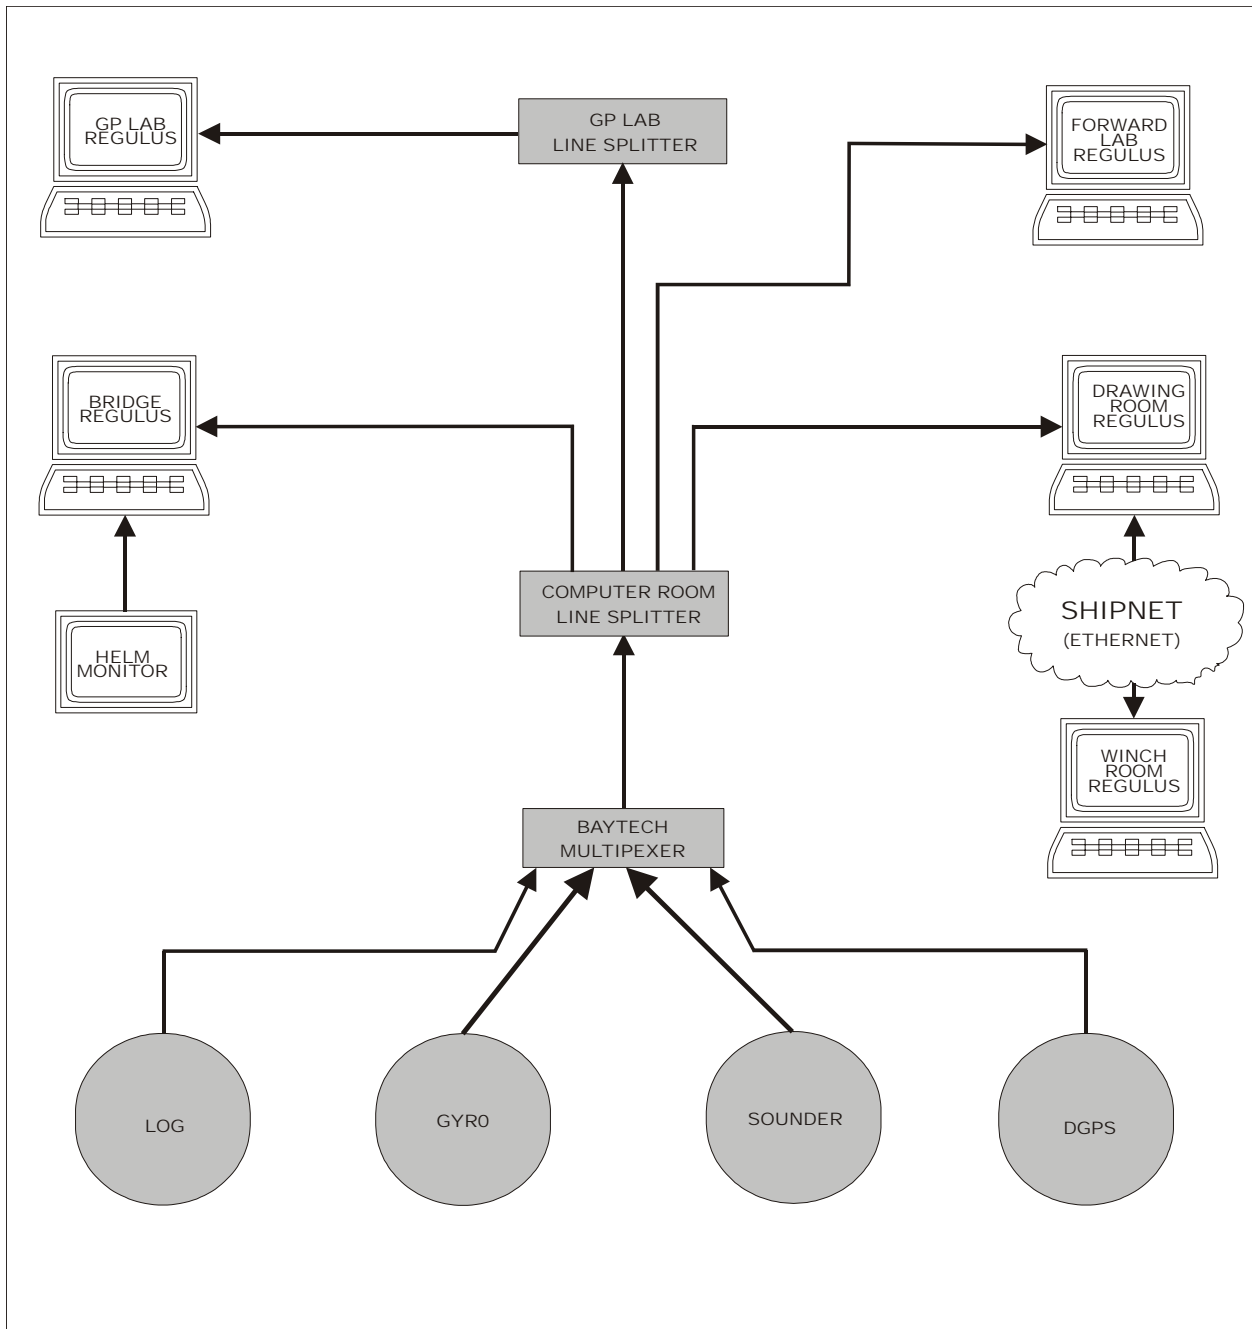 GP LAB
REGULUS
GP LAB
LINE SPLITTER
FORWARD
LAB
REGULUS
BRIDGE
REGULUS
DRAWING
ROOM
REGULUS
COMPUTER ROOM
LINE SPLITTER
SHIPNET
(ETHERNET)
HELM
MONITOR
WINCH
ROOM
REGULUS
BAYTECH
MULTIPEXER
LOG
GYR0
SOUNDER
DGPS